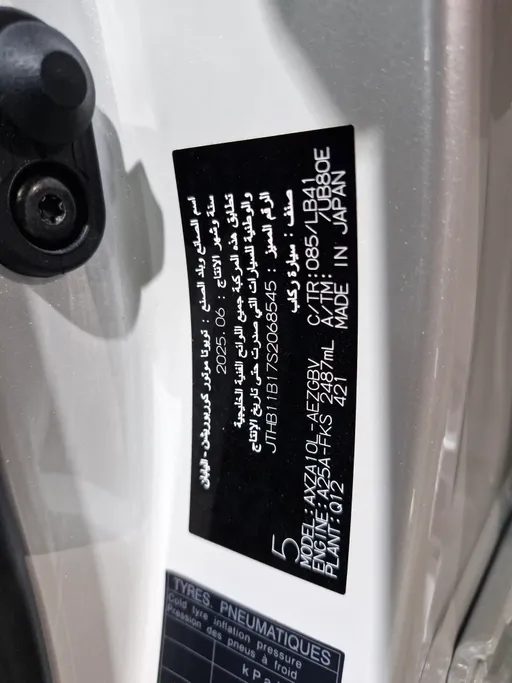 اسم الصانع وبلد الصنع : تويوتا موتور كوربوريشن - اليابان
سنة وشهر الانتاج : 2025.06
تطابق هذه المركبة جميع اللوائح الفنية الخليجية
والوطنية للسيارات التي صدرت حتى تاريخ الإنتاج
الرقم المميز : JTHB11B17S2068545
صنف : سيارة ركاب
5
MODEL:AXZA10L-AEZGBV C/TR:085/LB41
ENGINE:A25A-FKS 2487mL A/TM: /UB80E
PLANT:Q12 421 MADE IN JAPAN
TYRES, PNEUMATIQUES
Cold tyre inflation pressure
Pression des pneus à froid